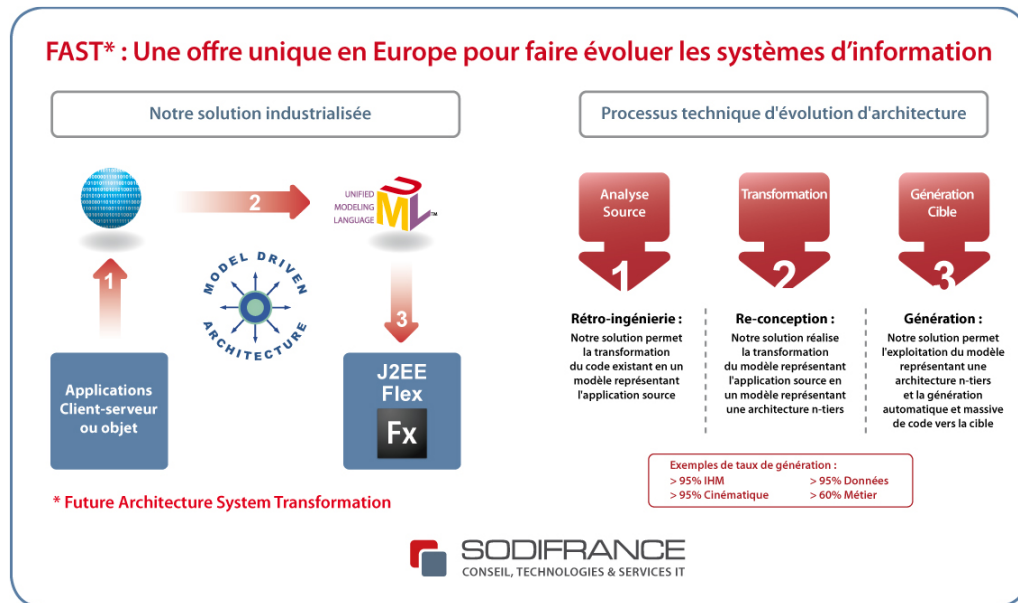 FAST* : Une offre unique en Europe pour faire évoluer les systèmes d'information
Notre solution industrialisée
2
UNIFIED
MODELING
LANGUAGE
UML™
1
MODEL DRIVEN
ARCHITECTURE
3
Applications
Client-serveur
ou objet
J2EE
Flex
Fx
* Future Architecture System Transformation
Processus technique d'évolution d'architecture
Analyse
Source
1
Rétro-ingénierie :
Notre solution permet
la transformation
du code existant en un
modèle représentant
l'application source
Transformation
2
Re-conception :
Notre solution réalise
la transformation
du modèle représentant
l'application source en
un modèle représentant
une architecture n-tiers
Génération
Cible
3
Génération :
Notre solution permet
l'exploitation du modèle
représentant une
architecture n-tiers
et la génération
automatique et massive
de code vers la cible
Exemples de taux de génération :
> 95% IHM
> 95% Données
> 95% Cinématique
> 60% Métier
SODIFRANCE
CONSEIL, TECHNOLOGIES & SERVICES IT